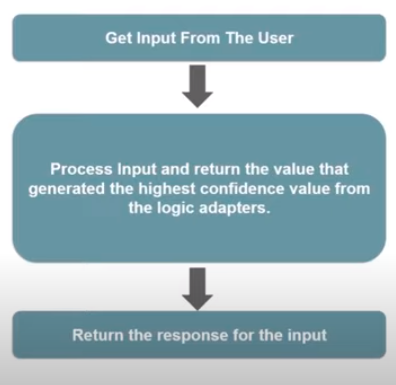 Get Input From The User
Process Input and return the value that
generated the highest confidence value from
the logic adapters.
Return the response for the input